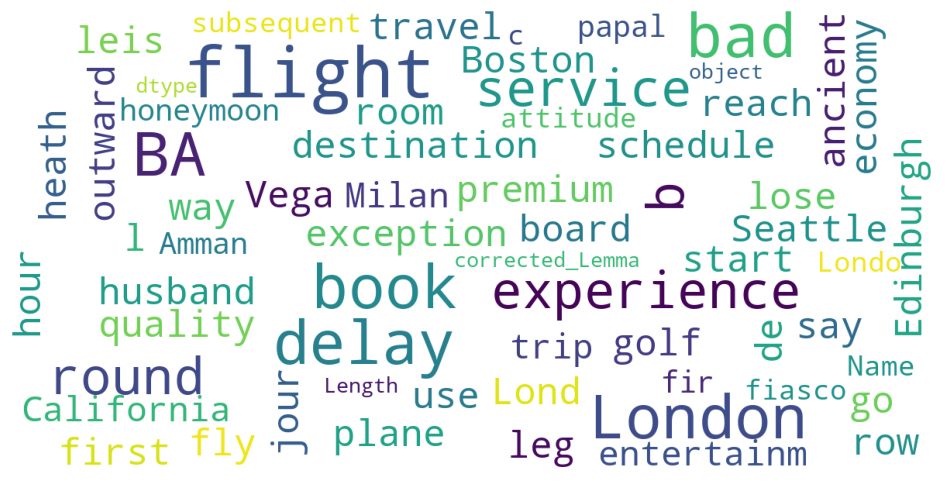 subsequent travel c papal bad
leis flight Boston service object ancient economy
dtype honeymoon room attitude reach
heath outward BA destination schedule
Vega Milan premium b lose Edinburgh
way l Amman exception board Seattle
hour corrected_Lemma start Londo
husband book experience
quality delay trip golf de say
round jour Length use Lond fir fiasco Name
California London go
first fly plane leg entertainm row